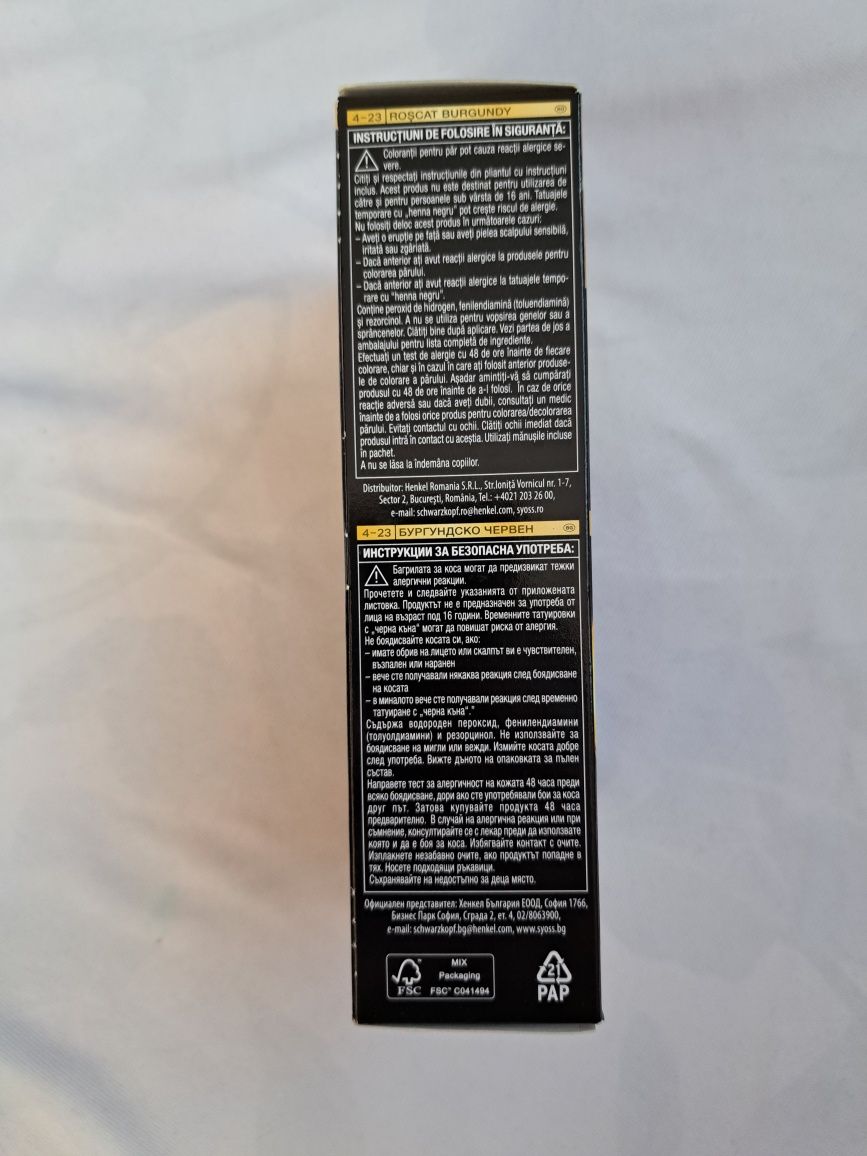 4-23 ROȘCAT BURGUNDY RO
INSTRUCȚIUNI DE FOLOSIRE ÎN SIGURANȚĂ:
Coloranții pentru păr pot cauza reacții alergice se-
vere.
Citiți și respectați instrucțiunile din pliantul cu instrucțiuni
inclus. Acest produs nu este destinat pentru utilizarea de
către și pentru persoanele sub vârsta de 16 ani. Tatuajele
temporare cu „henna negru" pot crește riscul de alergie.
Nu folosiți deloc acest produs în următoarele cazuri:
– Aveți o erupție pe față sau aveți pielea scalpului sensibilă,
iritată sau zgâriată.
– Dacă anterior ați avut reacții alergice la produsele pentru
colorarea părului.
– Dacă anterior ați avut reacții alergice la tatuajele tempo-
rare cu "henna negru".
Conține peroxid de hidrogen, fenilendiamină (toluendiamină)
și rezorcinol. A nu se utiliza pentru vopsirea genelor sau a
sprâncenelor. Clătiți bine după aplicare. Vezi partea de jos a
ambalajului pentru lista completă de ingrediente.
Efectuați un test de alergie cu 48 de ore înainte de fiecare
colorare, chiar și în cazul în care ați folosit anterior produse-
le de colorare a părului. Așadar amintiți-vă să cumpărați
produsul cu 48 de ore înainte de a-l folosi. În caz de orice
reacție adversă sau dacă aveți dubii, consultați un medic
înainte de a folosi orice produs pentru colorarea/decolorarea
părului. Evitați contactul cu ochii. Clătiți ochii imediat dacă
produsul intră în contact cu aceștia. Utilizați mănușile incluse
în pachet.
A nu se lăsa la îndemâna copiilor.
Distribuitor: Henkel Romania S.R.L., Str.Ioniță Vornicul nr. 1-7,
Sector 2, București, România, Tel.: +4021 203 26 00,
e-mail: schwarzkopf.ro@henkel.com, syoss.ro
4-23 БУРГУНДСКО ЧЕРВЕН BG
ИНСТРУКЦИИ ЗА БЕЗОПАСНА УПОТРЕБА:
Багрилата за коса могат да предизвикат тежки
алергични реакции.
Прочетете и следвайте указанията от приложената
листовка. Продуктът не е предназначен за употреба от
лица на възраст под 16 години. Временните татуировки
с „черна къна" могат да повишат риска от алергия.
Не боядисвайте косата си, ако:
– имате обрив на лицето или скалпът ви е чувствителен,
възпален или наранен
– вече сте получавали някаква реакция след боядисване
на косата
– в миналото вече сте получавали реакция след временно
татуиране с „черна къна"."
Съдържа водороден пероксид, фенилендиамини
(толуолдиамини) и резорцинол. Не използвайте за
боядисване на мигли или вежди. Измийте косата добре
след употреба. Вижте дъното на опаковката за пълен
състав.
Направете тест за алергичност на кожата 48 часа преди
всяко боядисване, дори ако сте употребявали бои за коса
друг път. Затова купувайте продукта 48 часа
предварително. В случай на алергична реакция или при
съмнение, консултирайте се с лекар преди да използвате
която и да е боя за коса. Избягвайте контакт с очите.
Изплакнете незабавно очите, ако продуктът попадне в
тях. Носете подходящи ръкавици.
Съхранявайте на недостъпно за деца място.
Официален представител: Хенкел България ЕООД, София 1766,
Бизнес Парк София, Сграда 2, ет. 4, 02/8063900,
e-mail: schwarzkopf.bg@henkel.com, www.syoss.bg
FSC™
MIX
Packaging
FSC® C041494
21
PAP